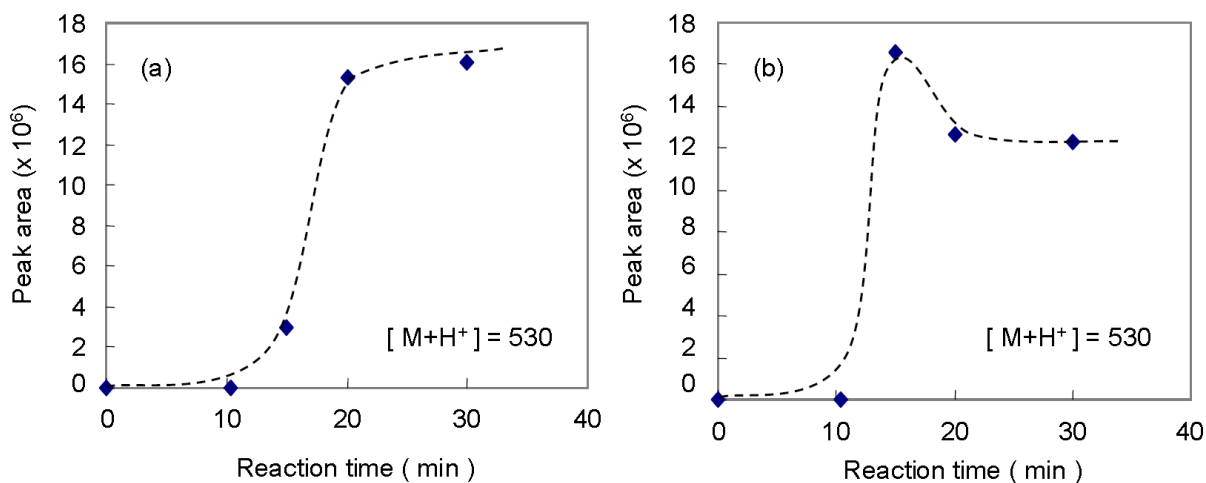 (a)
Peak area (x 10⁶)
18
16
14
12
10
8
6
4
2
0
0 10 20 30 40
Reaction time ( min )
[ M+H⁺ ] = 530
(b)
Peak area (x 10⁶)
18
16
14
12
10
8
6
4
2
0
0 10 20 30 40
Reaction time ( min )
[ M+H⁺ ] = 530